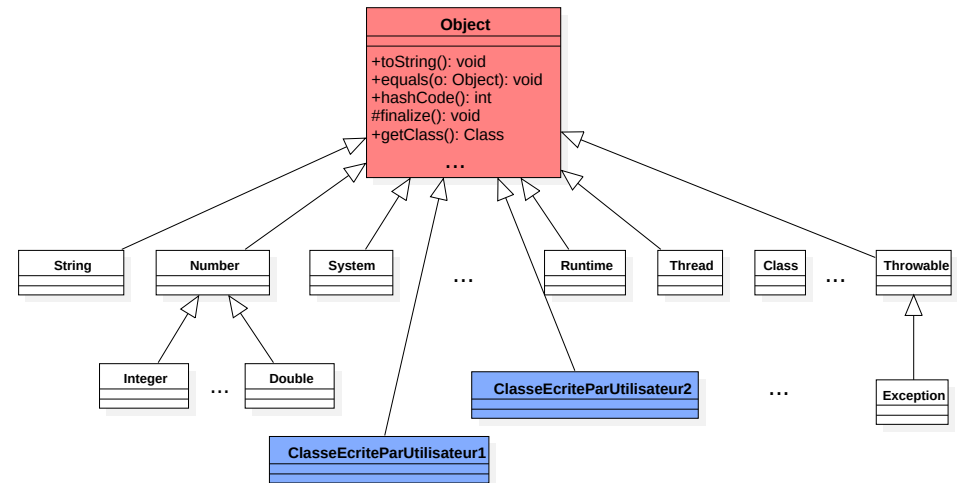 Object
+toString(): void
+equals(o: Object): void
+hashCode(): int
#finalize(): void
+getClass(): Class
...
String
Number
System
...
Runtime
Thread
Class
...
Throwable
Integer
...
Double
ClasseEcriteParUtilisateur2
...
Exception
ClasseEcriteParUtilisateur1